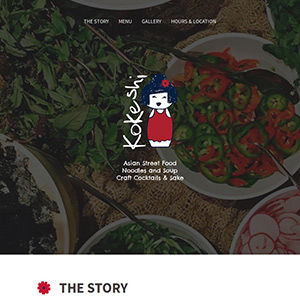 THE STORY MENU GALLERY HOURS & LOCATION
Kokeshi
Asian Street Food
Noodles and Soup
Craft Cocktails & Sake
THE STORY